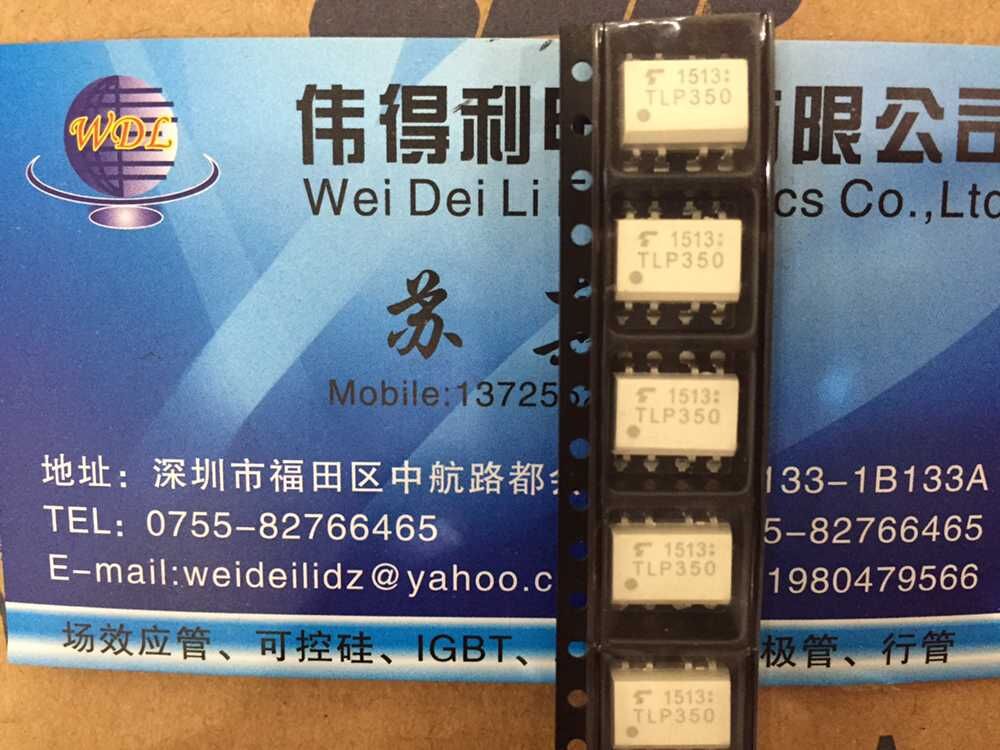 WDL
伟得利 有限公司
Wei Dei Li cs Co.,Ltd
苏
Mobile:13725
地址：深圳市福田区中航路都会 133-1B133A
TEL：0755-82766465 5-82766465
E-mail:weideilidz@yahoo.c 1980479566
场效应管、可控硅、IGBT、 极管、行管
1513
TLP350
1513
TLP350
1513
TLP350
1513
TLP350
1513
TLP350